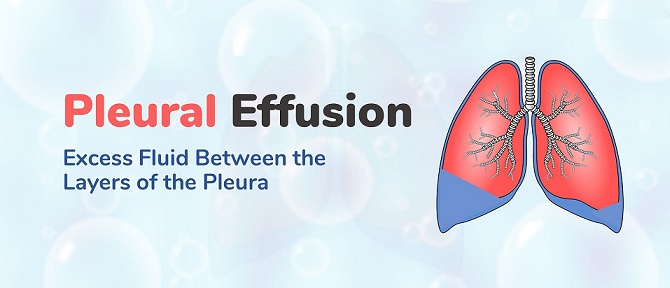 Pleural Effusion
Excess Fluid Between the
Layers of the Pleura